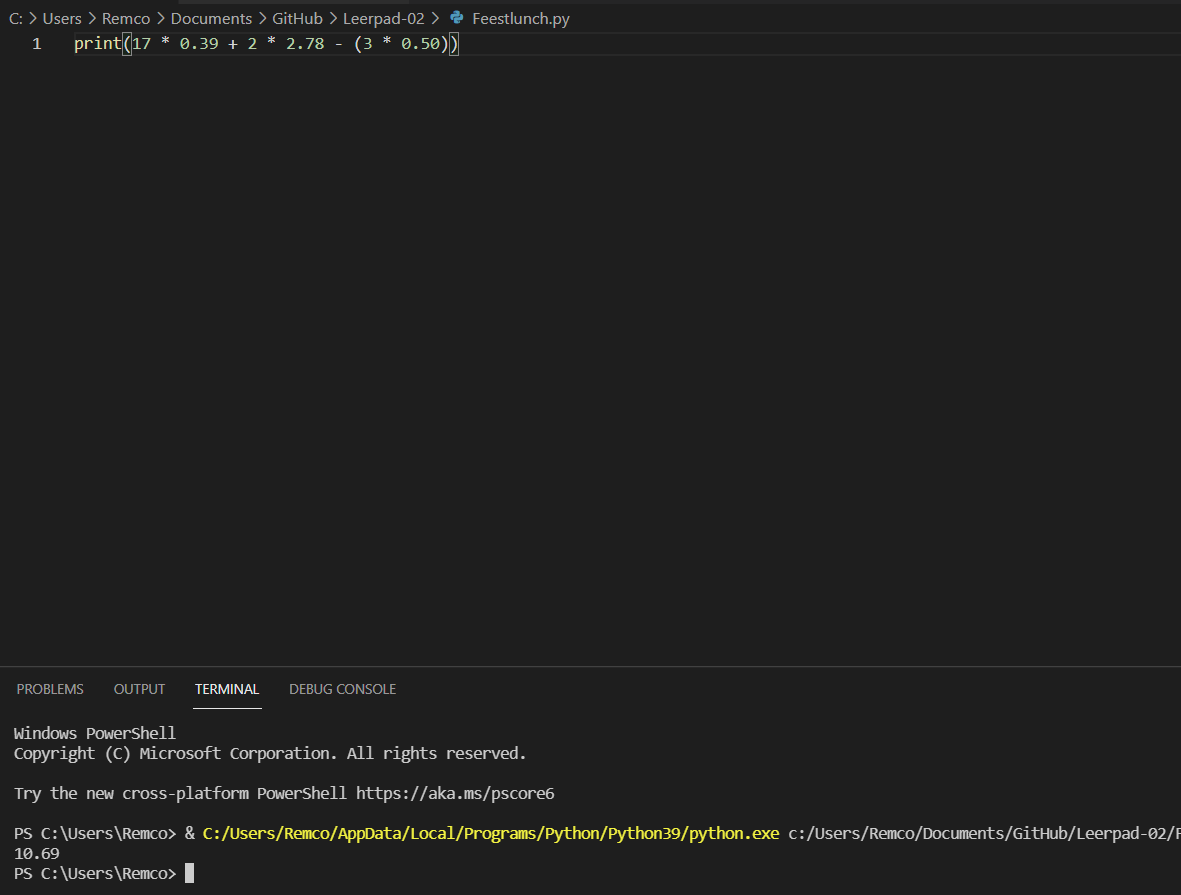 C: > Users > Remco > Documents > GitHub > Leerpad-02 > Feestlunch.py
1 print(17 * 0.39 + 2 * 2.78 - (3 * 0.50))
PROBLEMS OUTPUT TERMINAL DEBUG CONSOLE
Windows PowerShell
Copyright (C) Microsoft Corporation. All rights reserved.
Try the new cross-platform PowerShell https://aka.ms/pscore6
PS C:\Users\Remco> & C:/Users/Remco/AppData/Local/Programs/Python/Python39/python.exe c:/Users/Remco/Documents/GitHub/Leerpad-02/F
10.69
PS C:\Users\Remco>